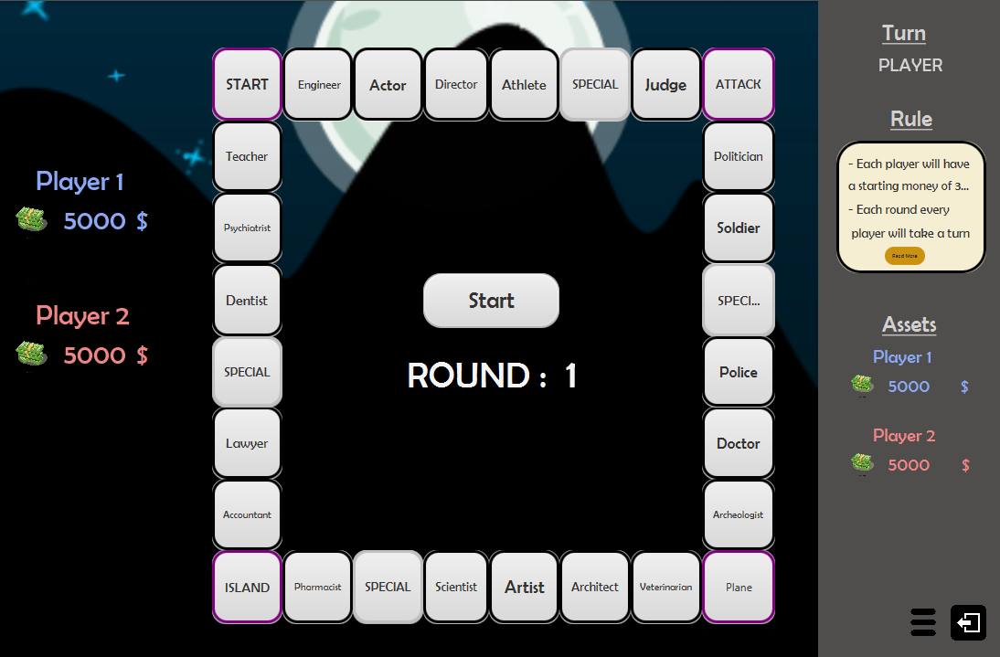 START
Engineer
Actor
Director
Athlete
SPECIAL
Judge
ATTACK
Teacher
Politician
Psychiatrist
Soldier
Dentist
SPECI...
SPECIAL
Police
Lawyer
Doctor
Accountant
Archeologist
ISLAND
Pharmacist
SPECIAL
Scientist
Artist
Architect
Veterinarian
Plane
Player 1
5000 $
Player 2
5000 $
Start
ROUND : 1
Turn
PLAYER
Rule
- Each player will have
a starting money of 3...
- Each round every
player will take a turn
Read More
Assets
Player 1
5000 $
Player 2
5000 $